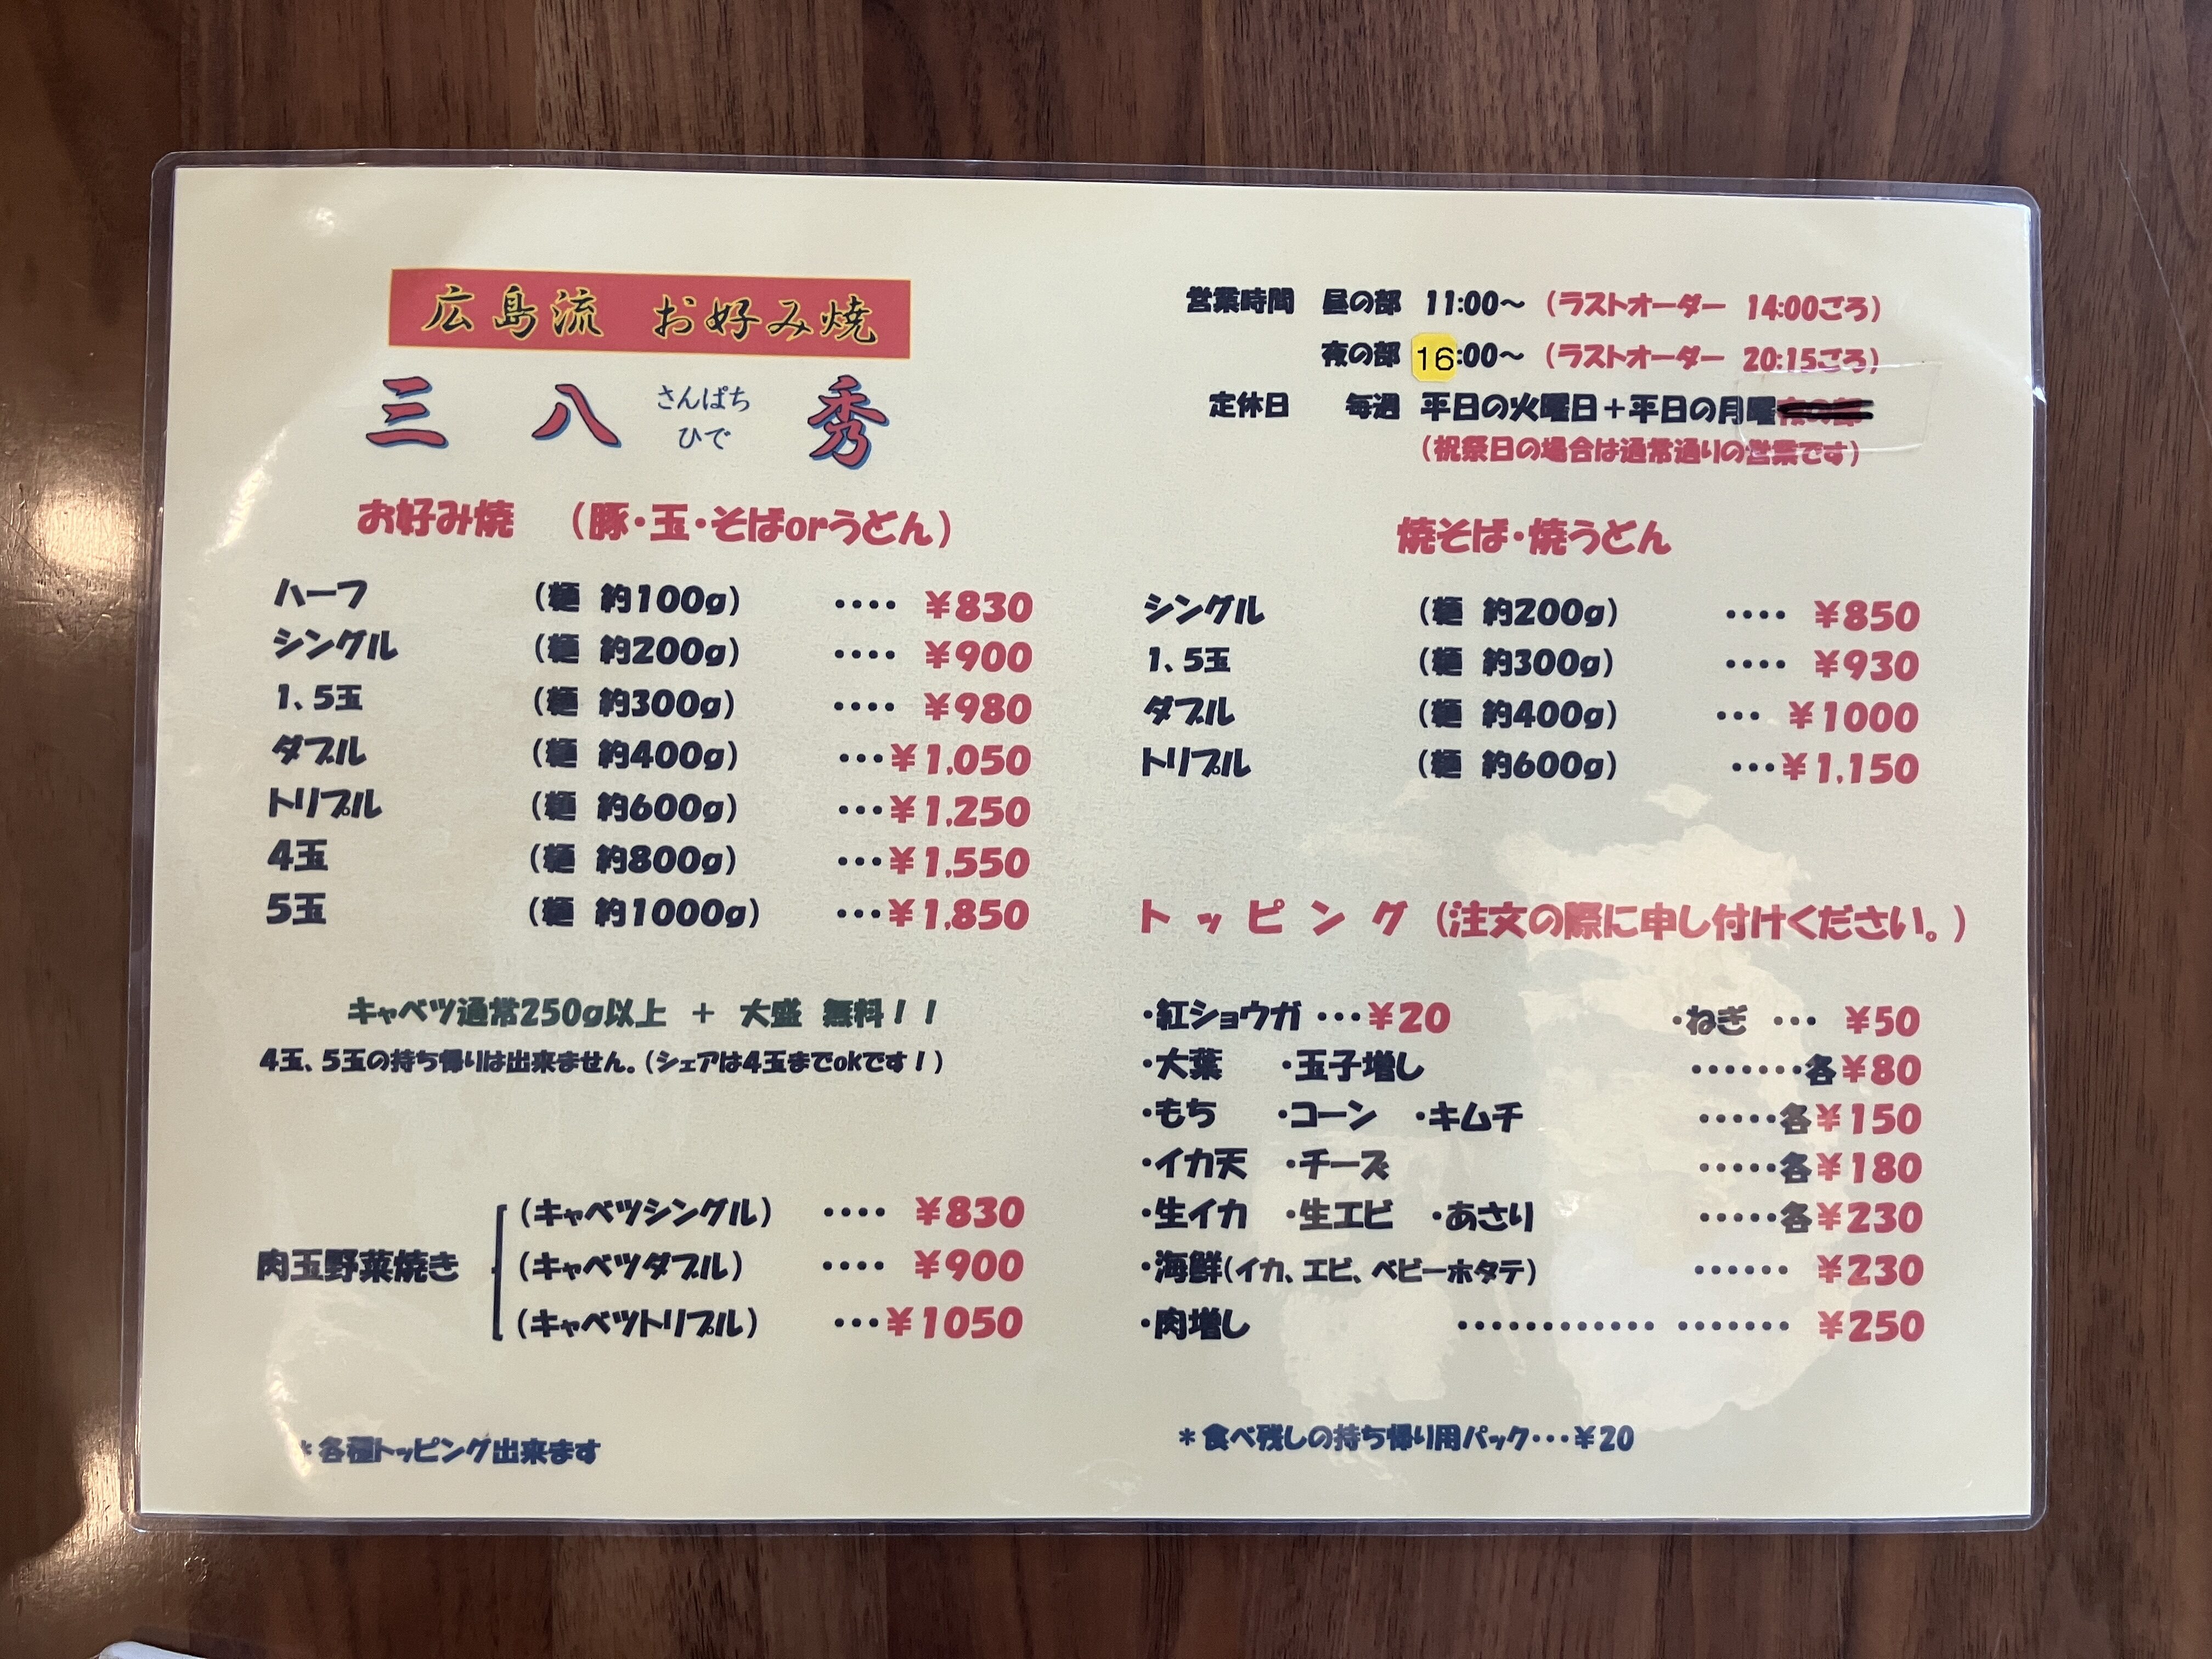 広島流 お好み焼
三 八 さんぱち ひで 秀
営業時間 昼の部 11:00～ （ラストオーダー 14:00ごろ）
夜の部 16:00～ （ラストオーダー 20:15ごろ）
定休日 毎週 平日の火曜日＋平日の月曜
（祝祭日の場合は通常通りの営業です）
お好み焼 （豚・玉・そばorうどん）
ハーフ （麺 約100g） ････ ￥830
シングル （麺 約200g） ････ ￥900
1、5玉 （麺 約300g） ････ ￥980
ダブル （麺 約400g） ･･･￥1,050
トリプル （麺 約600g） ･･･￥1,250
4玉 （麺 約800g） ･･･￥1,550
5玉 （麺 約1000g） ･･･￥1,850
キャベツ通常250g以上 ＋ 大盛 無料！！
4玉、5玉の持ち帰りは出来ません。（シェアは4玉までokです！）
肉玉野菜焼き
（キャベツシングル） ････ ￥830
（キャベツダブル） ････ ￥900
（キャベツトリプル） ･･･￥1050
＊各種トッピング出来ます
焼そば・焼うどん
シングル （麺 約200g） ････ ￥850
1、5玉 （麺 約300g） ････ ￥930
ダブル （麺 約400g） ･･･ ￥1000
トリプル （麺 約600g） ･･･￥1,150
トッピング（注文の際に申し付けください。）
・紅ショウガ ･･･￥20 ・ねぎ ･･･ ￥50
・大葉 ・玉子増し ･･･････各￥80
・もち ・コーン ・キムチ ･････各￥150
・イカ天 ・チーズ ･････各￥180
・生イカ ・生エビ ・あさり ･････各￥230
・海鮮（イカ、エビ、ベビーホタテ） ･･････ ￥230
・肉増し ････････････ ･･･････ ￥250
＊食べ残しの持ち帰り用パック･･･￥20